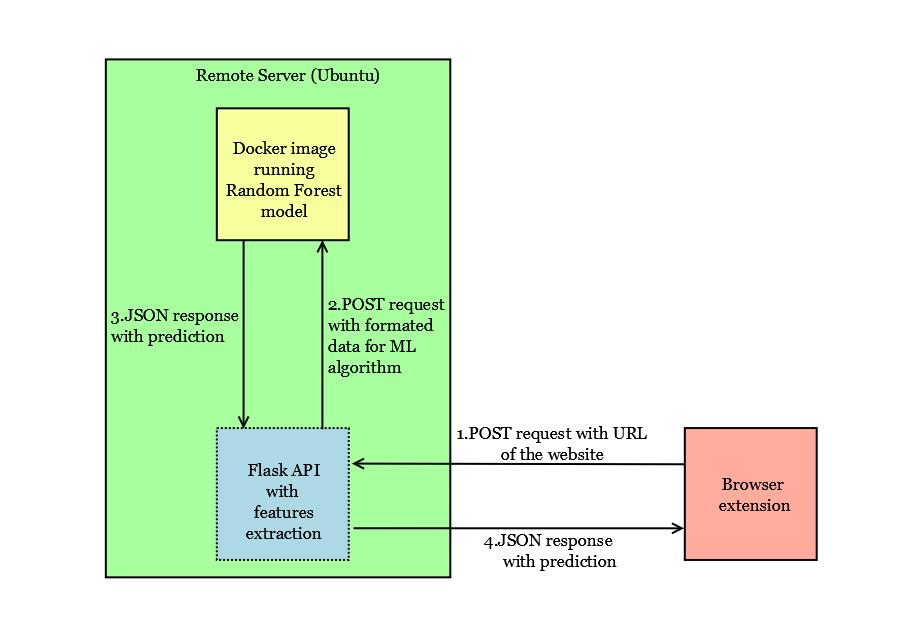 Remote Server (Ubuntu)
Docker image
running
Random Forest
model
3.JSON response
with prediction
2.POST request
with formated
data for ML
algorithm
1.POST request with URL
of the website
Flask API
with
features
extraction
Browser
extension
4.JSON response
with prediction